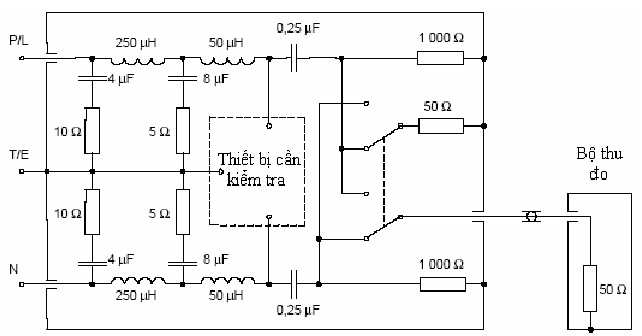 0,25 µF
P/L
250 µH
50 µH
1 000 Ω
4 µF
8 µF
50 Ω
10 Ω
5 Ω
Thiết bị cần
kiểm tra
T/E
Bộ thu
đo
10 Ω
5 Ω
4 µF
8 µF
N
1 000 Ω
250 µH
50 µH
0,25 µF
50 Ω